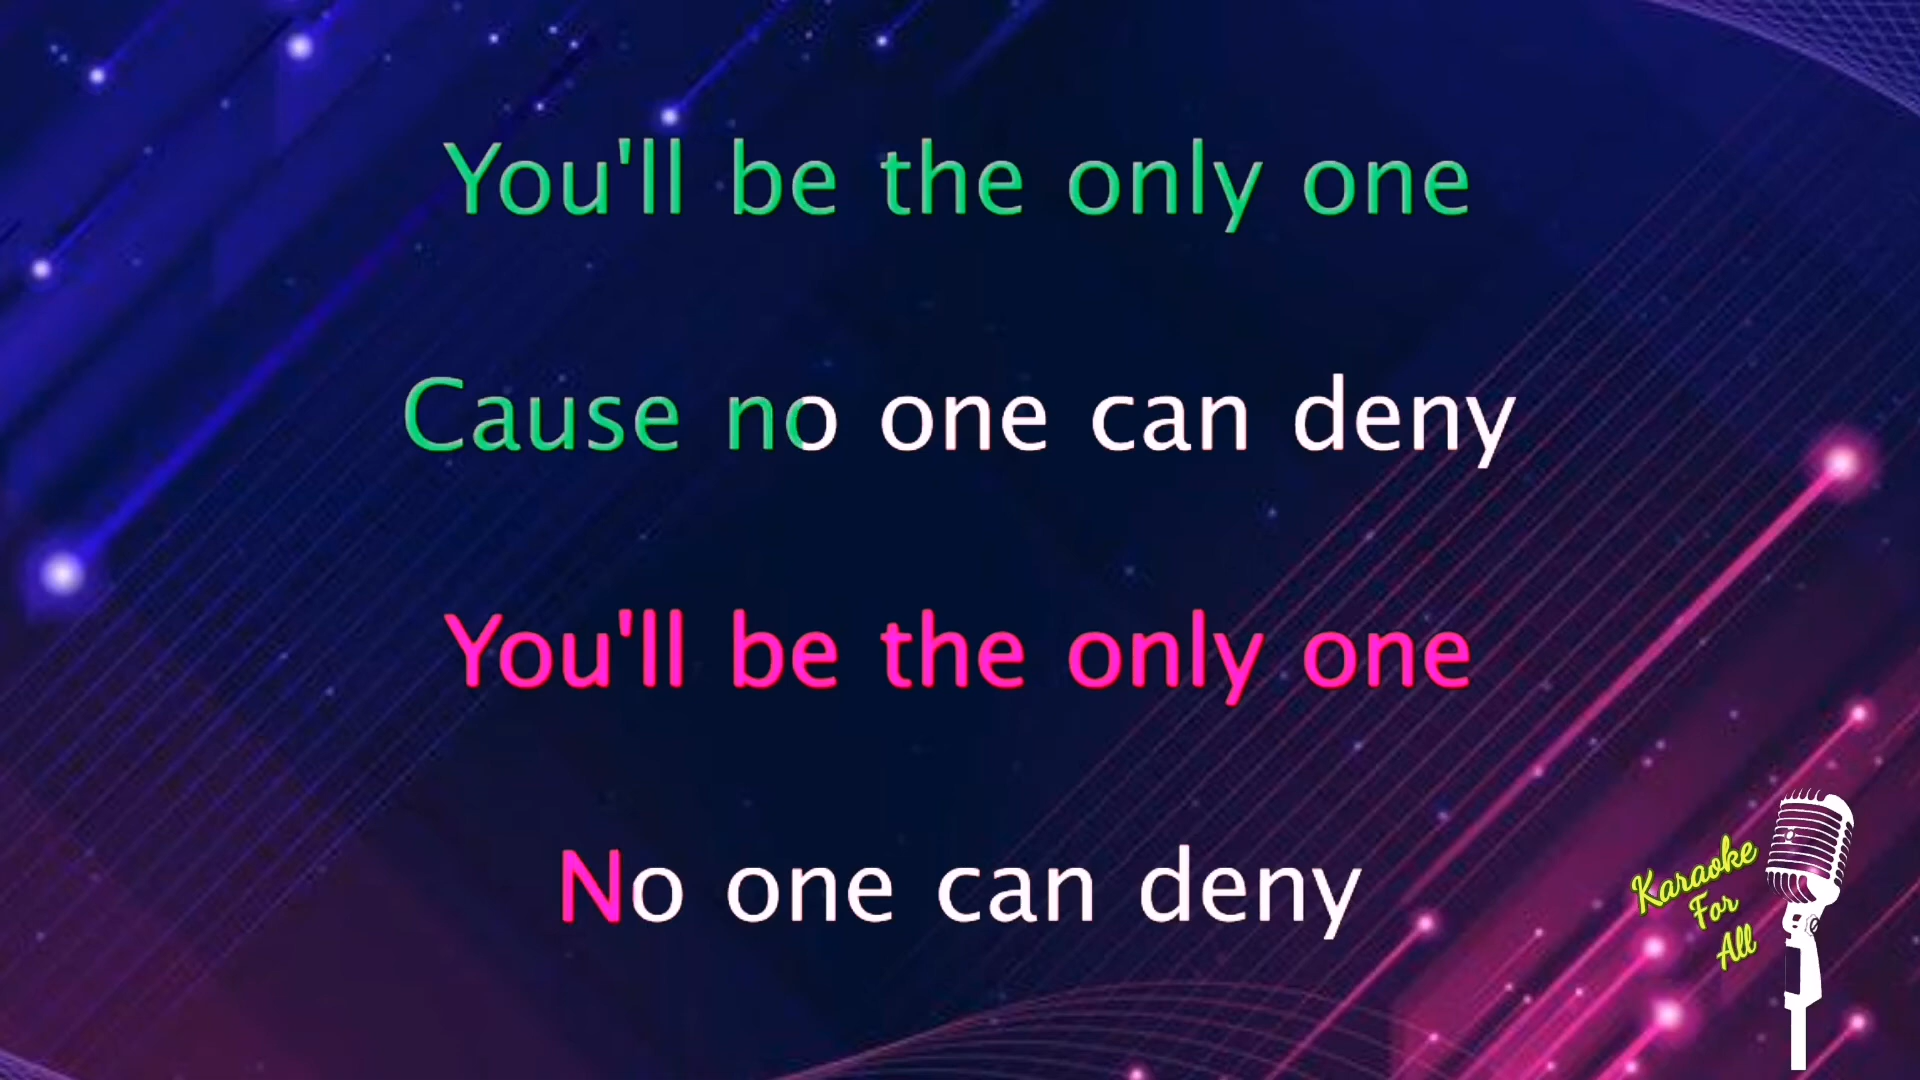 You'll be the only one
Cause no one can deny
You'll be the only one
No one can deny
Karaoke
For
All